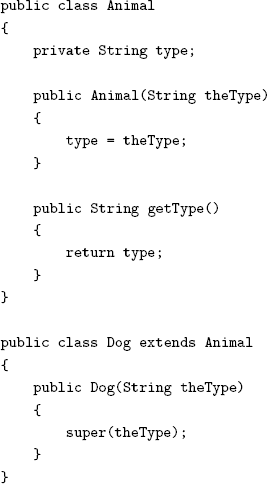 public class Animal
{
    private String type;

    public Animal(String theType)
    {
        type = theType;
    }

    public String getType()
    {
        return type;
    }
}

public class Dog extends Animal
{
    public Dog(String theType)
    {
        super(theType);
    }
}